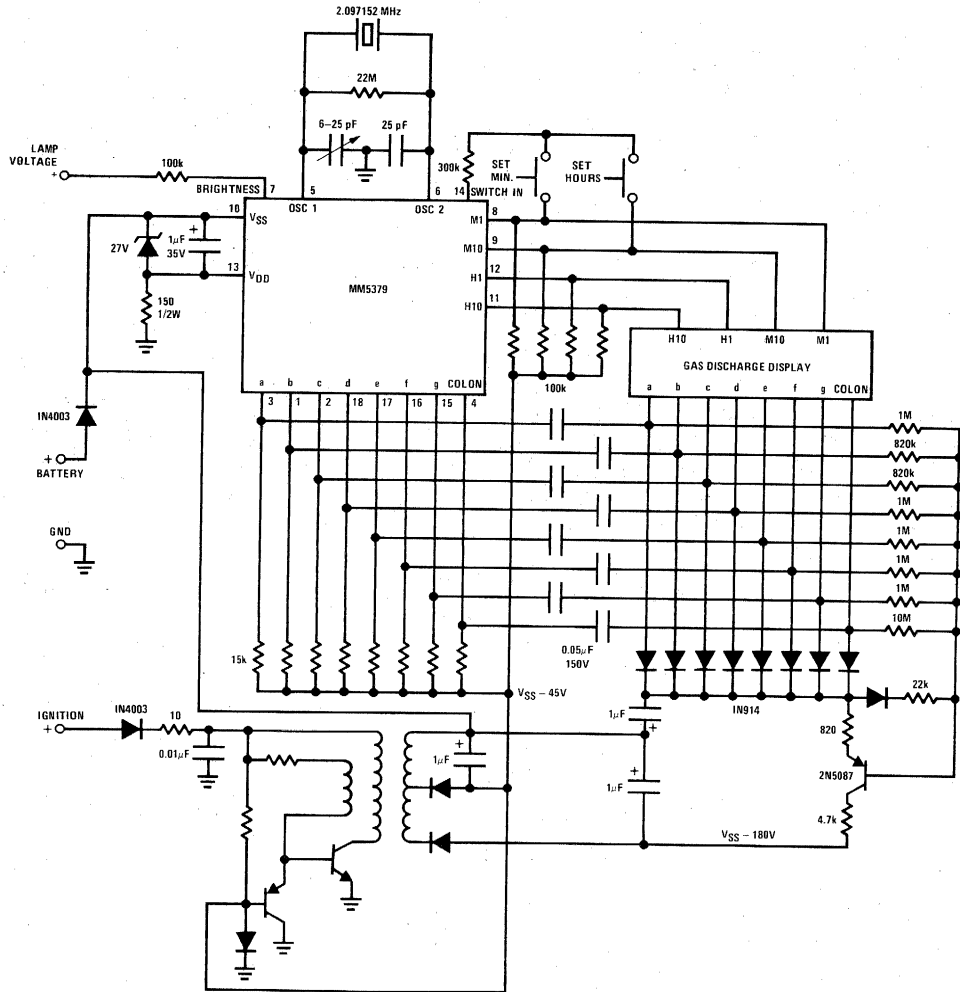 2.097152 MHz
22M
6–25 pF
25 pF
LAMP
VOLTAGE
+
100k
BRIGHTNESS
7
5
6
300k
14
SWITCH IN
SET
MIN.
SET
HOURS
OSC 1
OSC 2
10
VSS
+
1μF
35V
27V
13
VDD
150
1/2W
MM5379
M1
8
M10
9
H1
12
H10
11
100k
H10
H1
M10
M1
GAS DISCHARGE DISPLAY
a
b
c
d
e
f
g
COLON
a
b
c
d
e
f
g
COLON
3
1
2
18
17
16
15
4
IN4003
+
BATTERY
GND
1M
820k
820k
1M
1M
1M
1M
10M
0.05μF
150V
15k
VSS – 45V
IN914
22k
IGNITION
+
IN4003
10
0.01μF
+
1μF
1μF
+
+
1μF
820
2N5087
4.7k
VSS – 180V